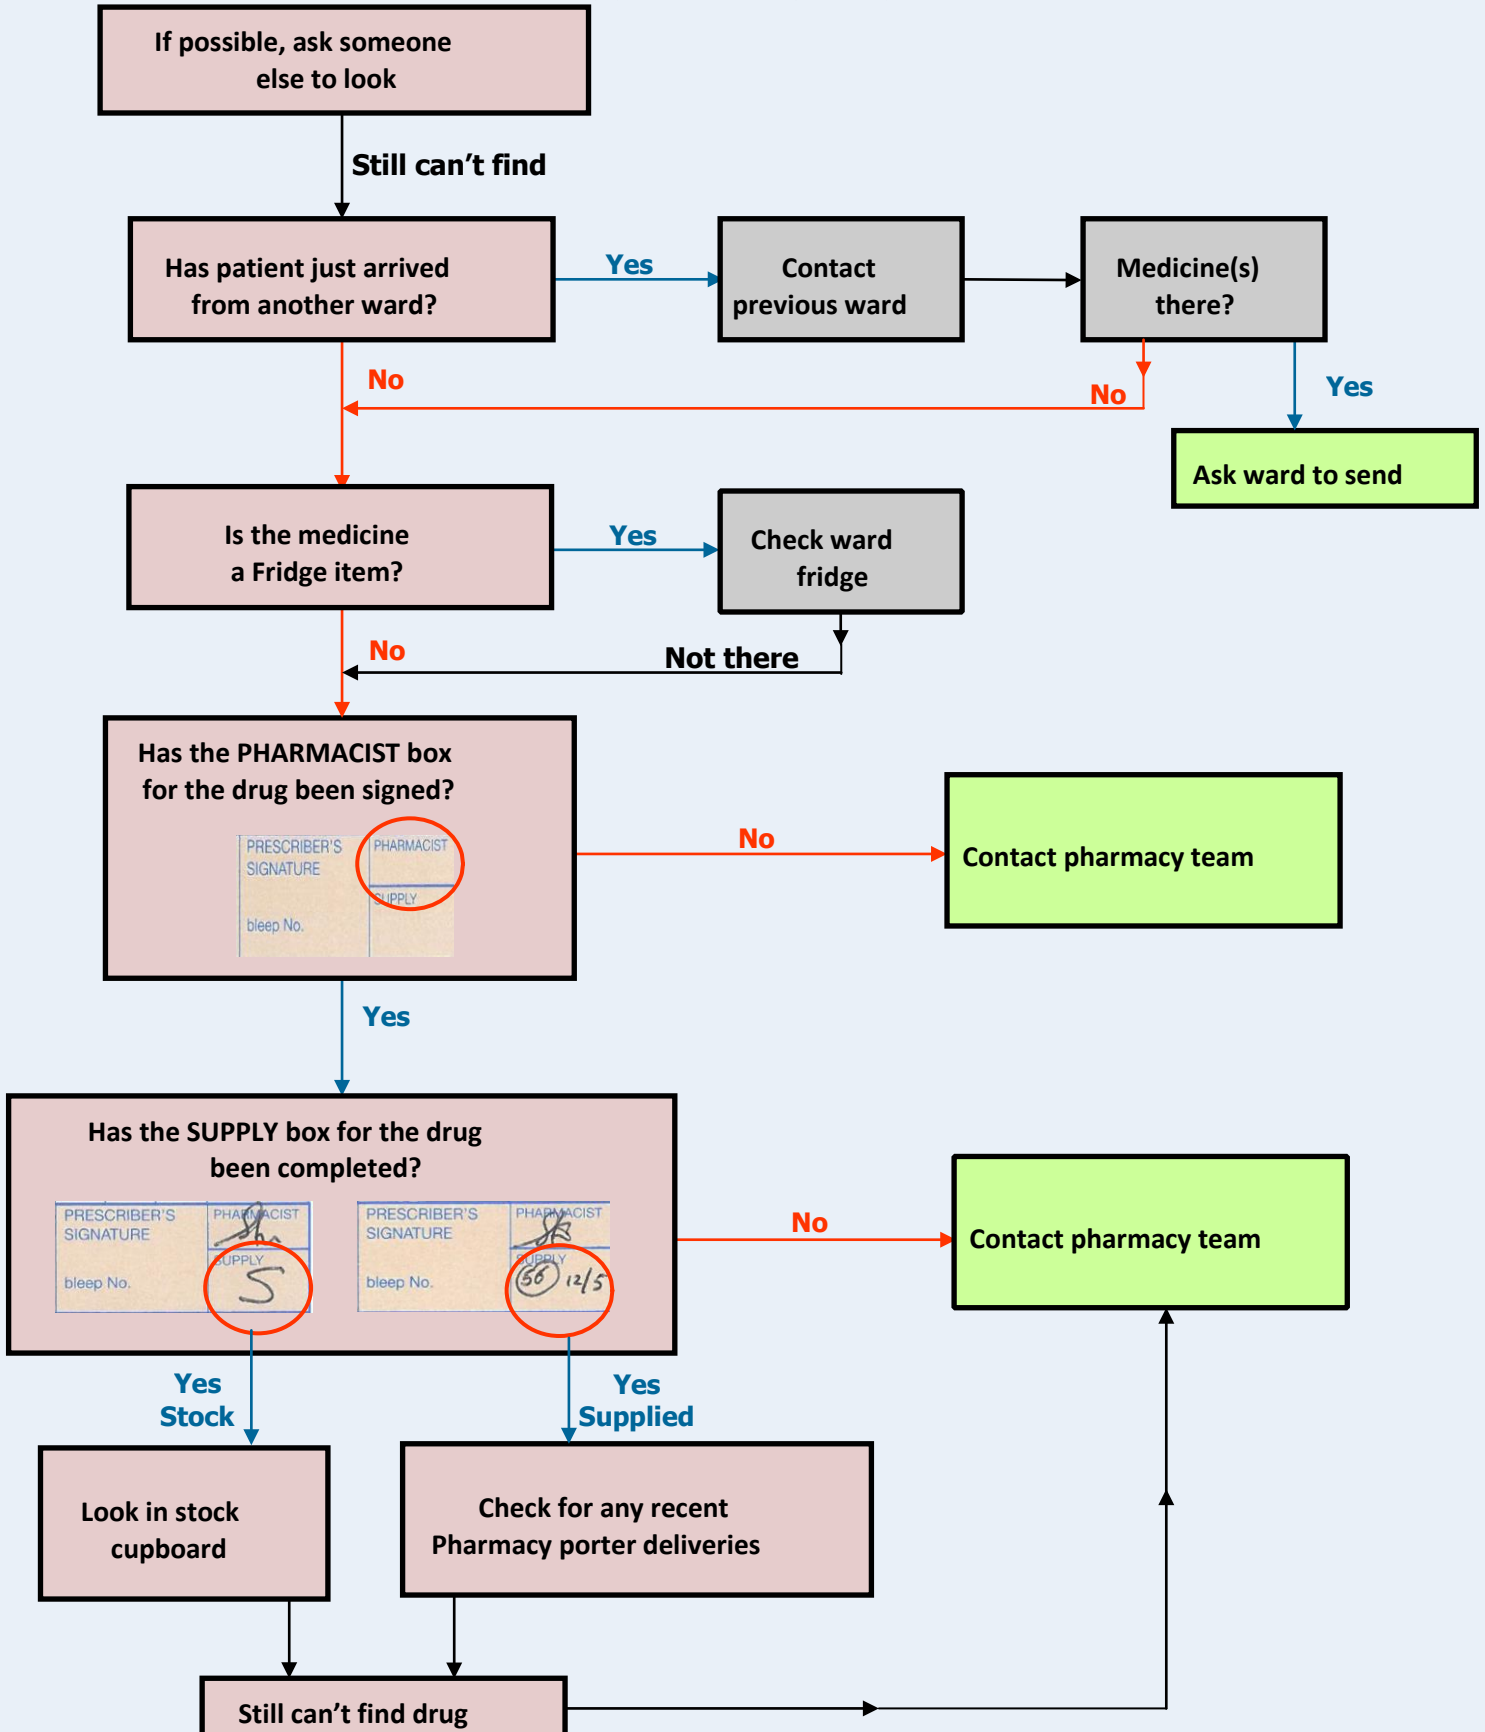 If possible, ask someone
else to look
Still can't find
Has patient just arrived
from another ward?
Yes
Contact
previous ward
Medicine(s)
there?
No
No
Yes
Ask ward to send
Is the medicine
a Fridge item?
Yes
Check ward
fridge
No
Not there
Has the PHARMACIST box
for the drug been signed?
PRESCRIBER'S
SIGNATURE
bleep No.
PHARMACIST
SUPPLY
No
Contact pharmacy team
Yes
Has the SUPPLY box for the drug
been completed?
PRESCRIBER'S
SIGNATURE
bleep No.
PHARMACIST
SUPPLY
S
PRESCRIBER'S
SIGNATURE
bleep No.
PHARMACIST
SUPPLY
56 12/5
No
Contact pharmacy team
Yes
Stock
Yes
Supplied
Look in stock
cupboard
Check for any recent
Pharmacy porter deliveries
Still can't find drug